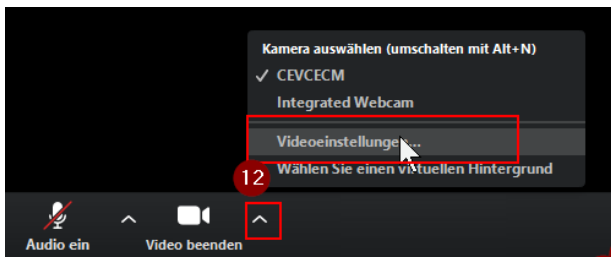 Kamera auswählen (umschalten mit Alt+N)
CEVCECM
Integrated Webcam
Videoeinstellungen...
12
Wählen Sie einen virtuellen Hintergrund
Audio ein
Video beenden